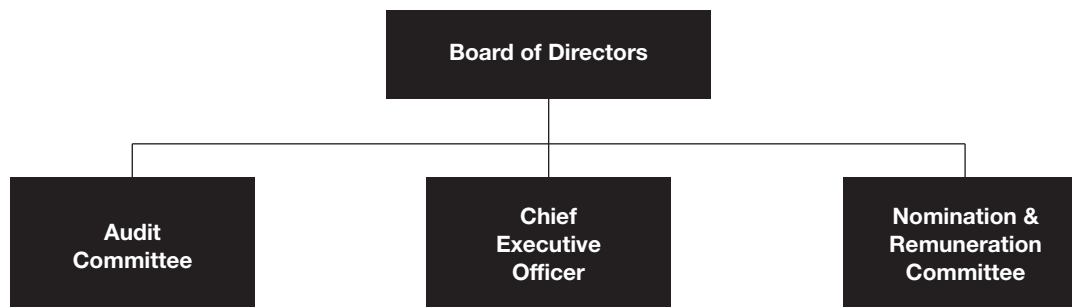 Board of Directors
Audit
Committee
Chief
Executive
Officer
Nomination &
Remuneration
Committee